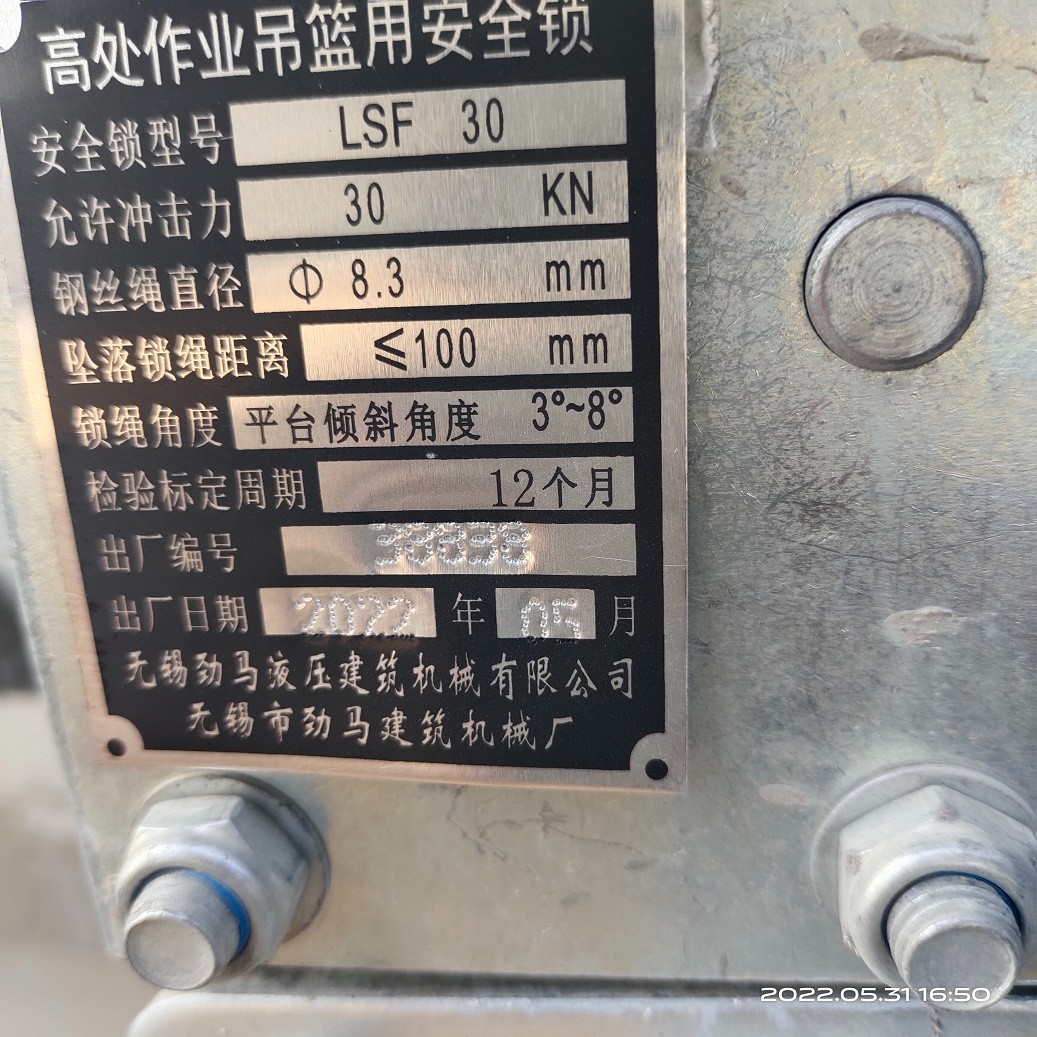 高处作业吊篮用安全锁
安全锁型号 LSF 30
允许冲击力 30 KN
钢丝绳直径 Φ 8.3 mm
坠落锁绳距离 ≤100 mm
锁绳角度 平台倾斜角度 3°~8°
检验标定周期 12个月
出厂编号
出厂日期 2022 年 05 月
无锡劲马液压建筑机械有限公司
无锡市劲马建筑机械厂
2022.05.31 16:50